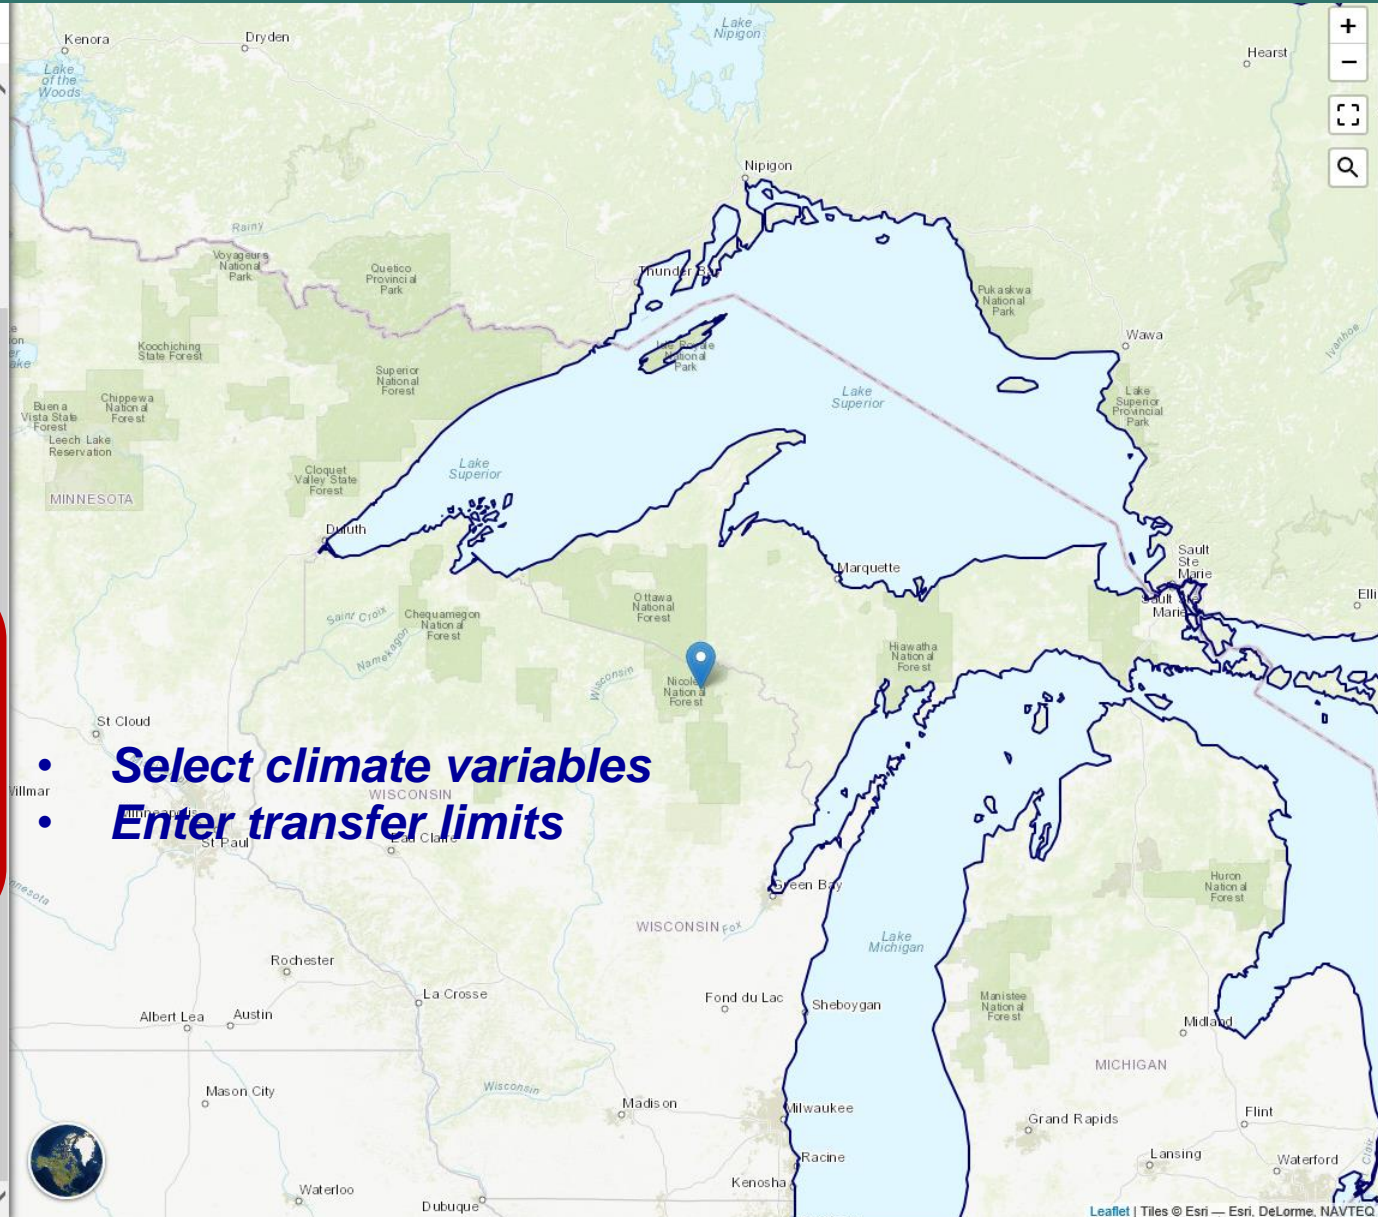 Kenora
Dryden
Lake
Nipigon
Hearst
+
−
Lake
of the
Woods
Nipigon
Rainy
Voyageurs
National
Park
Quetico
Provincial
Park
Thunder Bay
Pukaskwa
National
Park
Wawa
Ivanhoe
Koochiching
State Forest
Isle Royale
National
Park
Superior
National
Forest
Lake
Superior
Lake
Superior
Provincial
Park
Buena
Vista State
Forest
Chippewa
National
Forest
Leech Lake
Reservation
MINNESOTA
Cloquet
Valley State
Forest
Lake
Superior
Duluth
Marquette
Sault
Ste
Marie
Sault Ste
Marie
Elli
Ottawa
National
Forest
Saint Croix
Namekagon
Chequamegon
National
Forest
Hiawatha
National
Forest
Wisconsin
Nicolet
National
Forest
St Cloud
• Select climate variables
Willmar
WISCONSIN
• Enter transfer limits
Minneapolis
St Paul
Eau Claire
Green Bay
Huron
National
Forest
WISCONSIN
Fox
Lake
Michigan
Rochester
La Crosse
Fond du Lac
Sheboygan
Manistee
National
Forest
Albert Lea
Austin
Midland
MICHIGAN
Mason City
Wisconsin
Madison
Milwaukee
Grand Rapids
Flint
Racine
Lansing
Waterford
Kenosha
Waterloo
Dubuque
Leaflet | Tiles © Esri — Esri, DeLorme, NAVTEQ